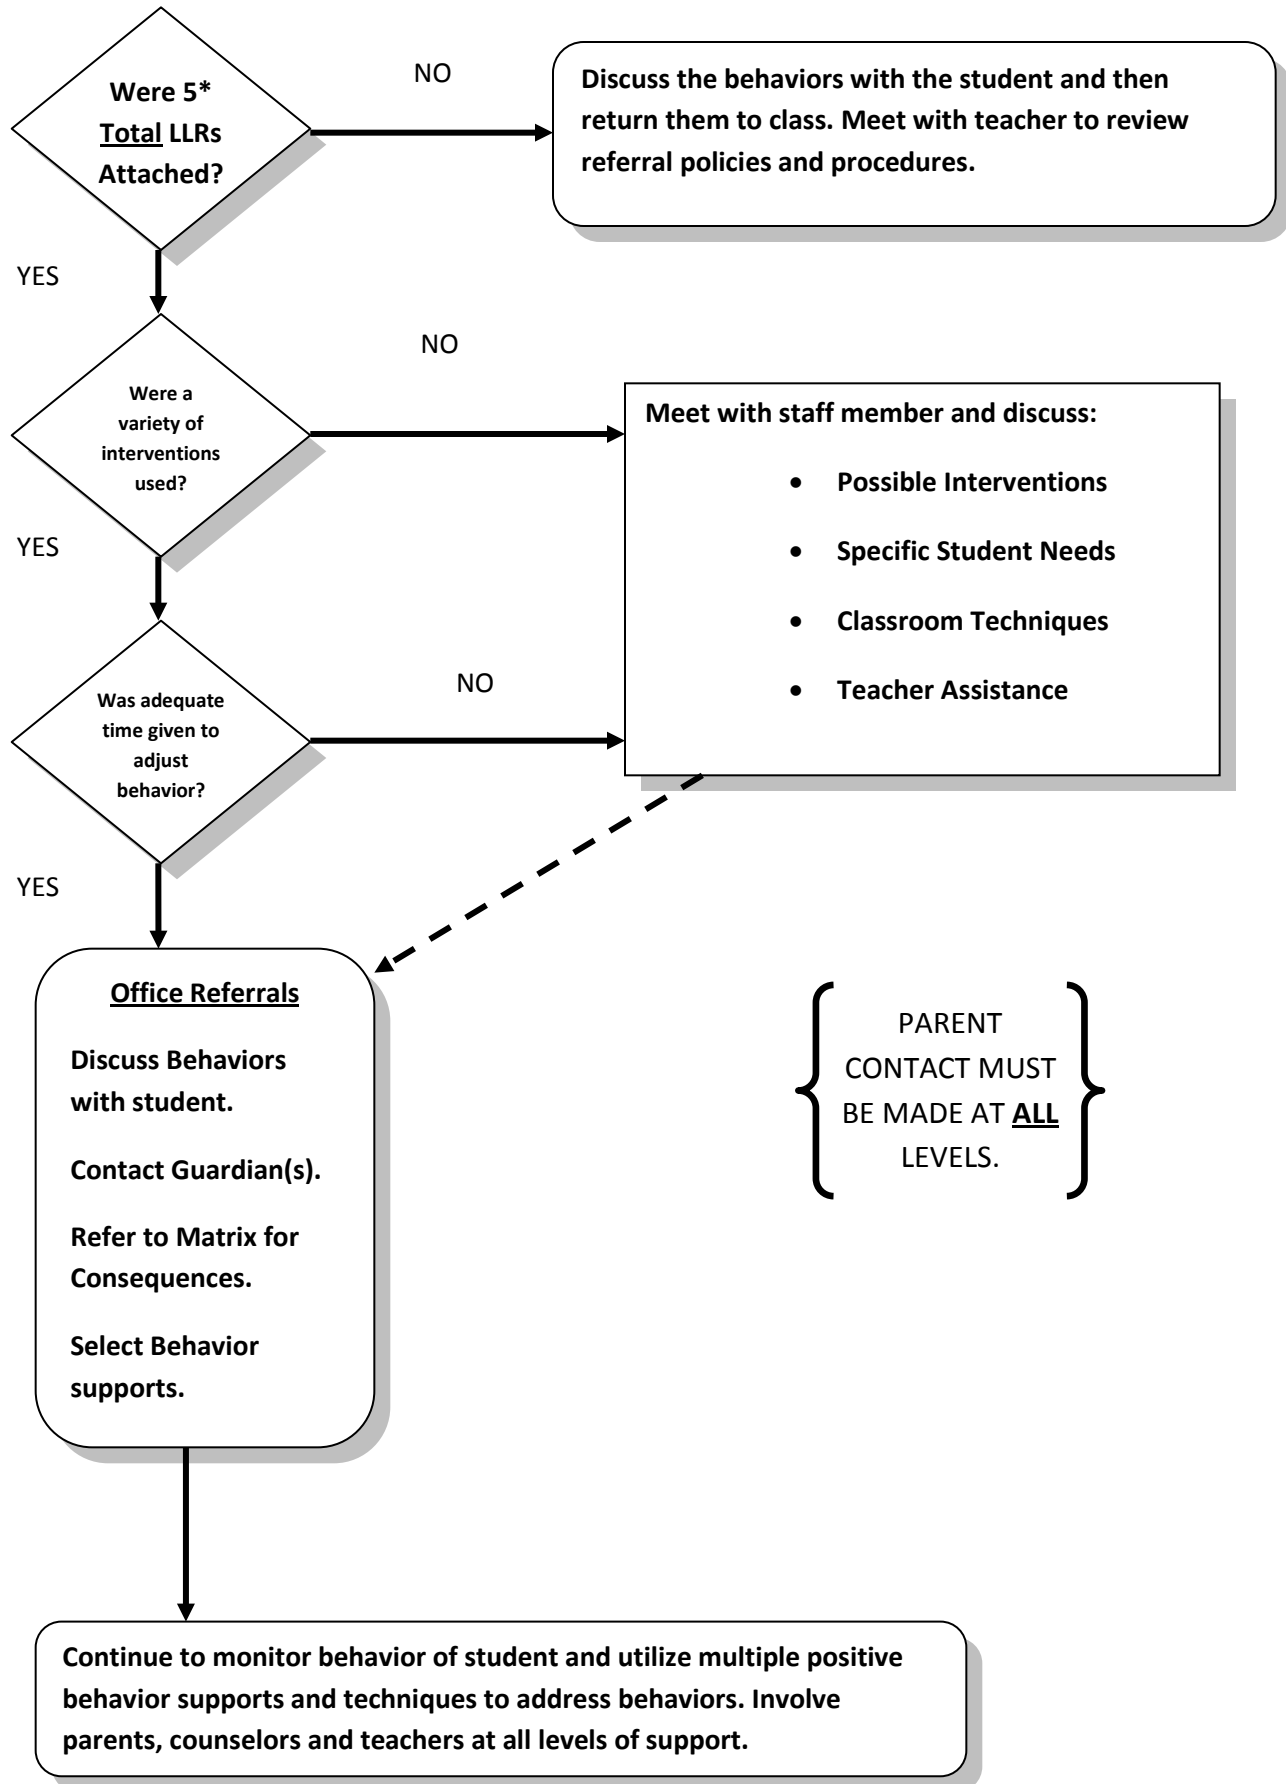 Were 5*
Total LLRs
Attached?
NO
Discuss the behaviors with the student and then
return them to class. Meet with teacher to review
referral policies and procedures.
YES
Were a
variety of
interventions
used?
NO
Meet with staff member and discuss:
• Possible Interventions
• Specific Student Needs
• Classroom Techniques
• Teacher Assistance
YES
Was adequate
time given to
adjust
behavior?
NO
YES
Office Referrals
Discuss Behaviors
with student.
Contact Guardian(s).
Refer to Matrix for
Consequences.
Select Behavior
supports.
PARENT
CONTACT MUST
BE MADE AT ALL
LEVELS.
Continue to monitor behavior of student and utilize multiple positive
behavior supports and techniques to address behaviors. Involve
parents, counselors and teachers at all levels of support.